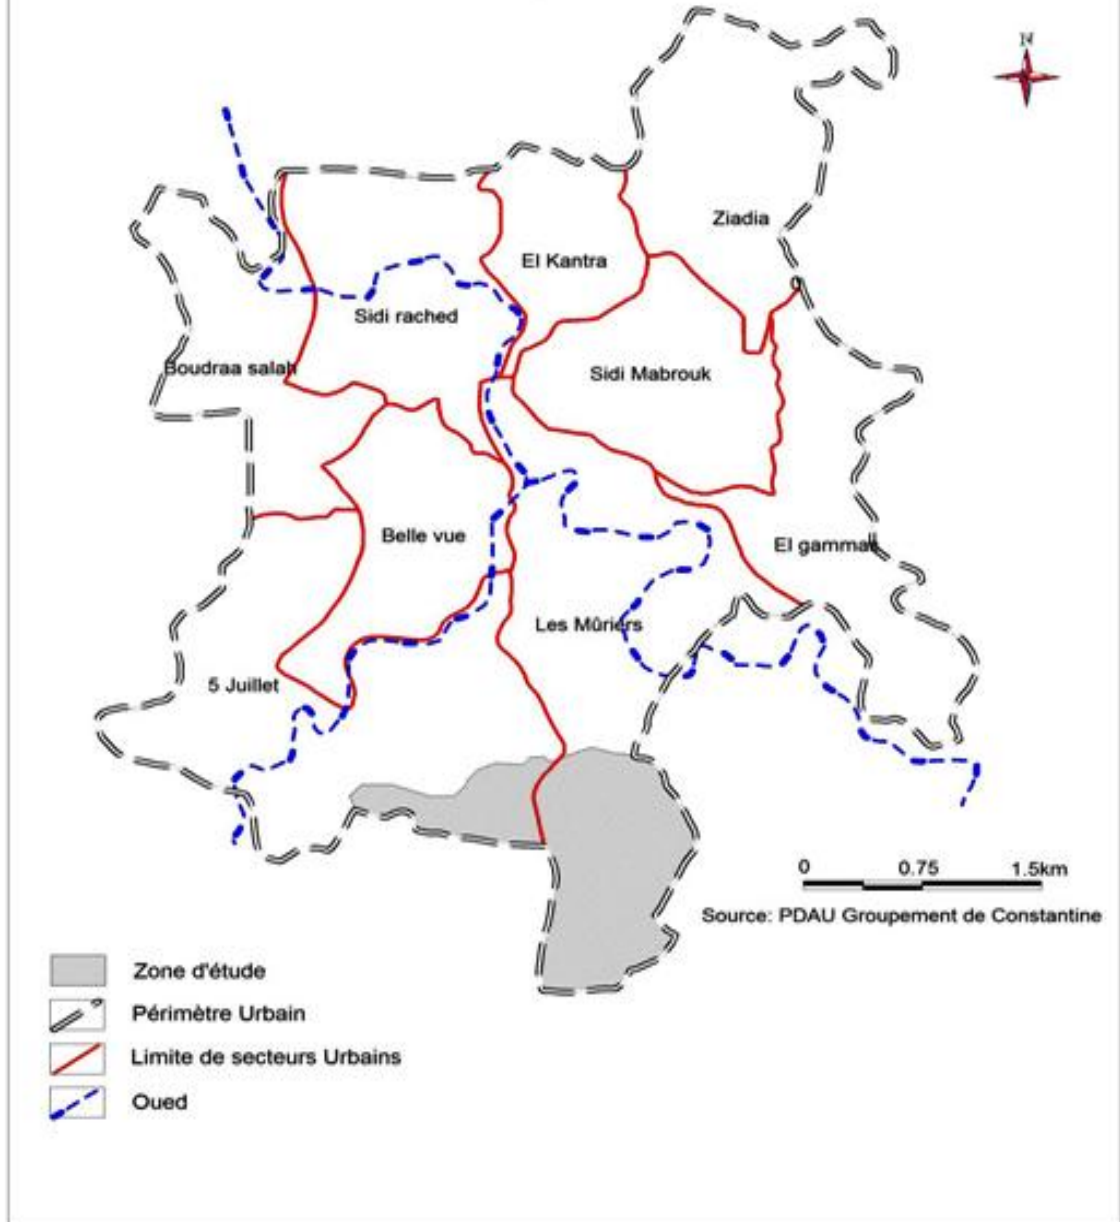 N
Ziadia
El Kantra
Sidi rached
Boudraa salah
Sidi Mabrouk
Belle vue
El gammas
Les Mûriers
5 Juillet
0 0.75 1.5km
Source: PDAU Groupement de Constantine
Zone d'étude
Périmètre Urbain
Limite de secteurs Urbains
Oued